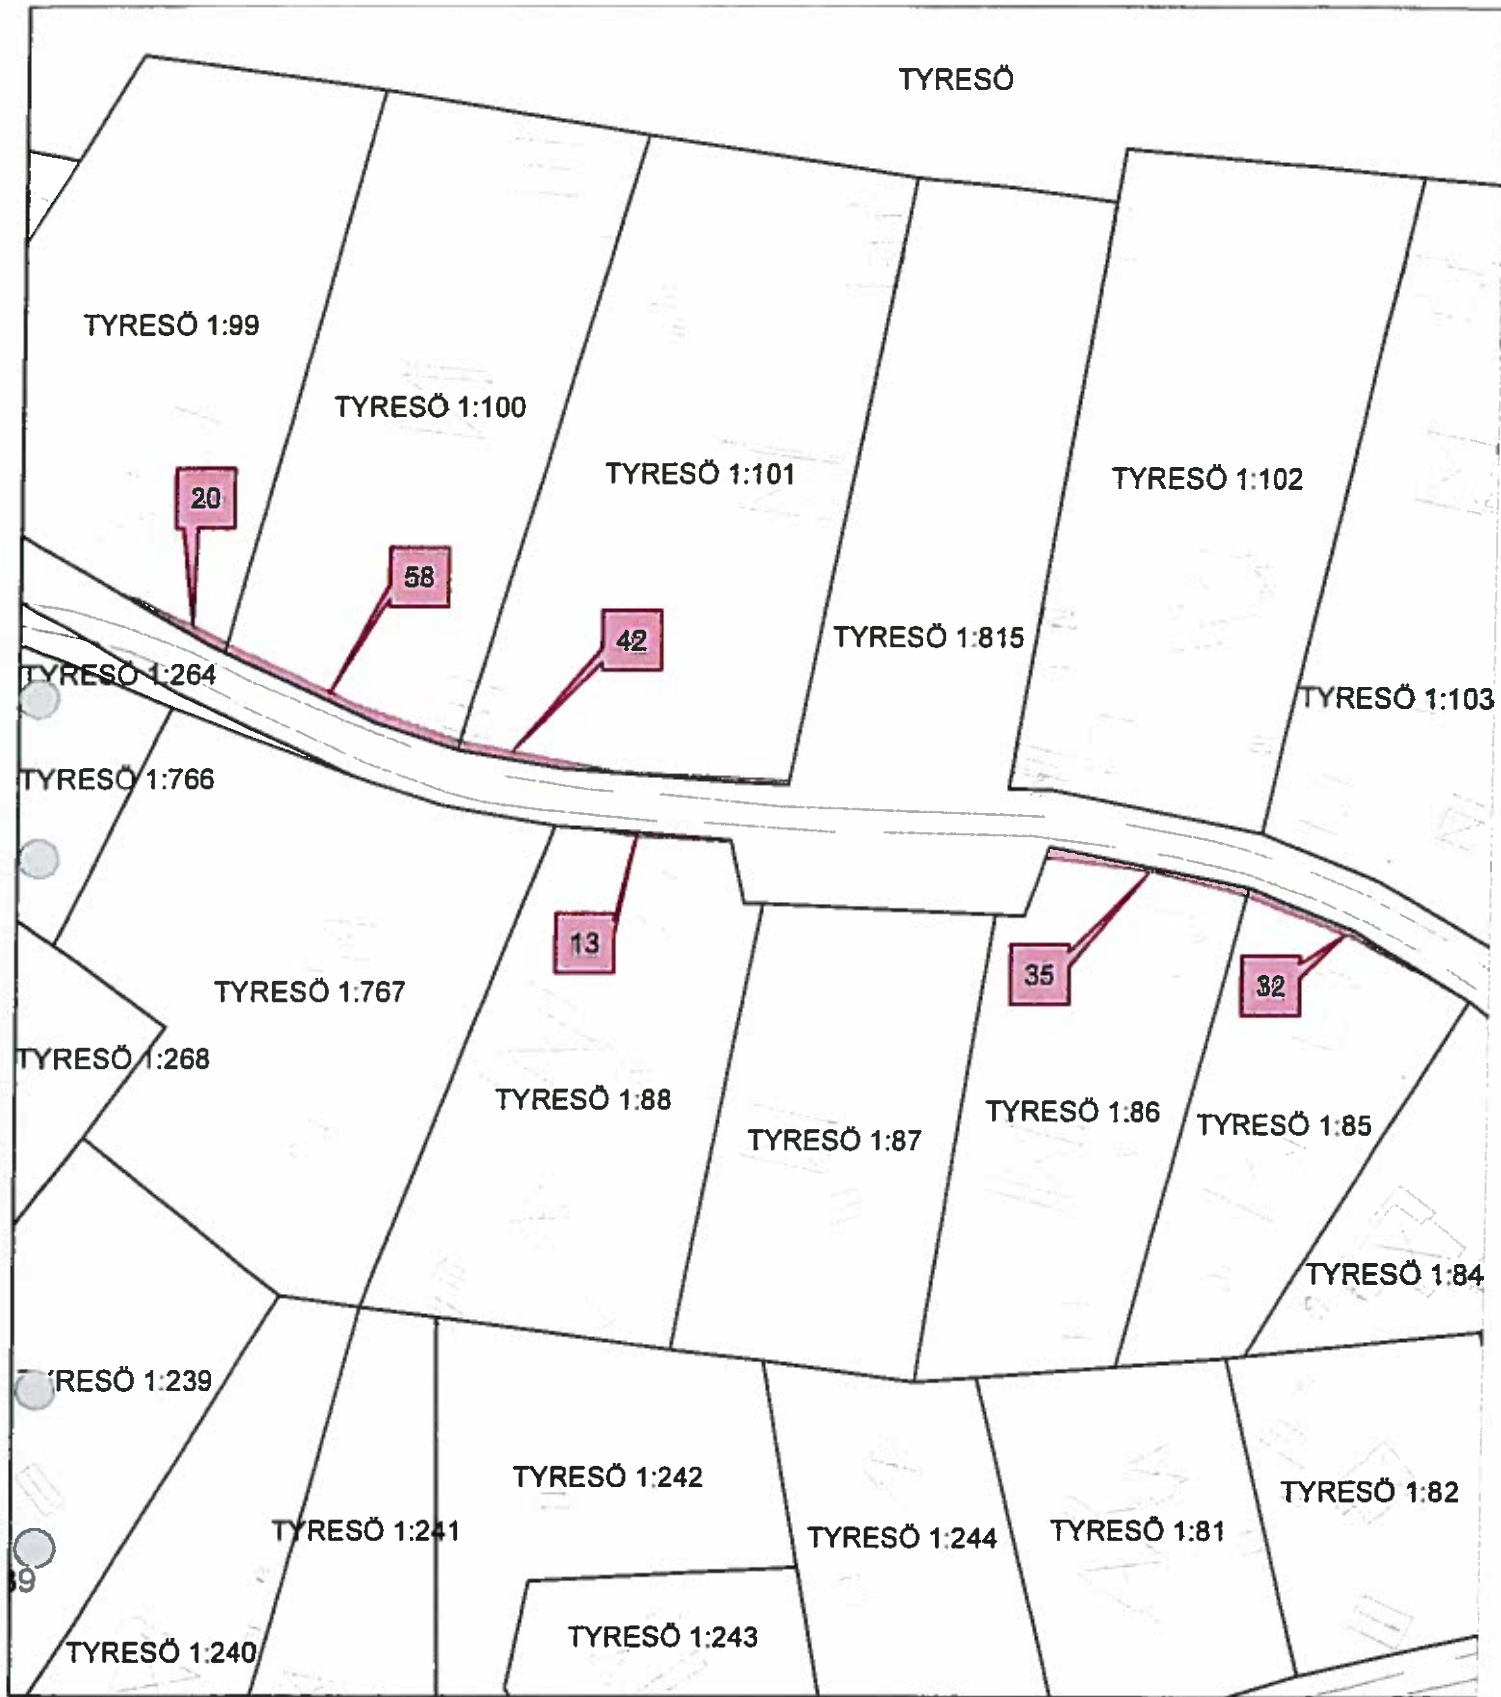 TYRESÖ
TYRESÖ 1:99
TYRESÖ 1:100
TYRESÖ 1:101
TYRESÖ 1:102
20
58
42
TYRESÖ 1:815
TYRESÖ 1:264
TYRESÖ 1:103
TYRESÖ 1:766
13
35
32
TYRESÖ 1:767
TYRESÖ 1:268
TYRESÖ 1:88
TYRESÖ 1:86
TYRESÖ 1:85
TYRESÖ 1:87
TYRESÖ 1:84
RESÖ 1:239
TYRESÖ 1:242
TYRESÖ 1:82
TYRESÖ 1:241
TYRESÖ 1:244
TYRESÖ 1:81
39
TYRESÖ 1:243
TYRESÖ 1:240